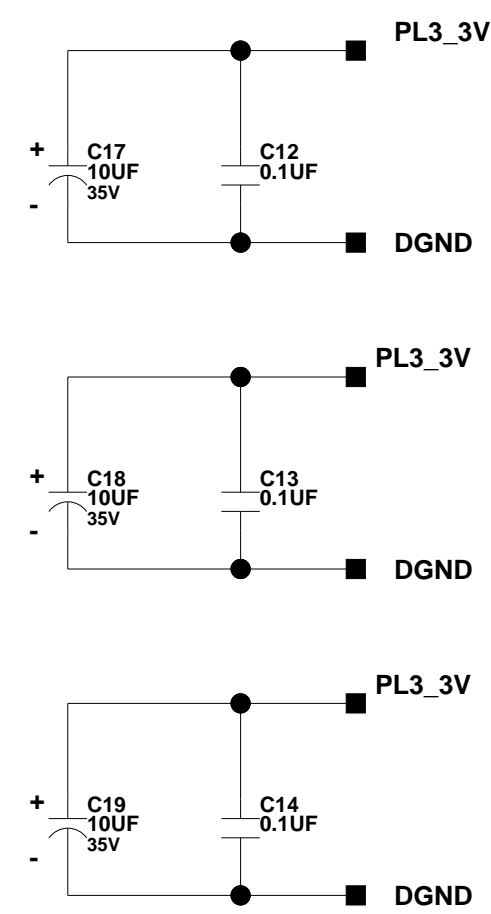 PL3_3V
+
C17
10UF
35V
-
C12
0.1UF
DGND
PL3_3V
+
C18
10UF
35V
-
C13
0.1UF
DGND
PL3_3V
+
C19
10UF
35V
-
C14
0.1UF
DGND